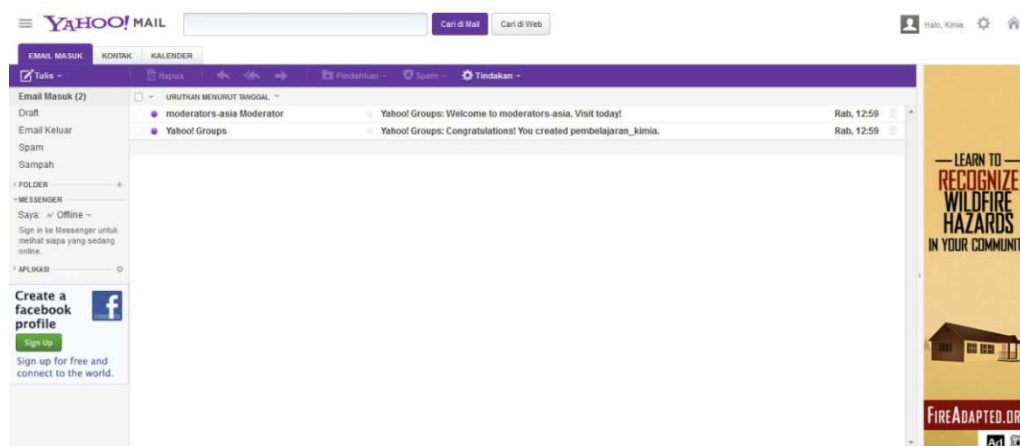 YAHOO! MAIL
Cari di Mail
Cari di Web
Halo, Kimia
EMAIL MASUK
KONTAK
KALENDER
Tulis
Hapus
Pindahkan
Spam
Tindakan
Email Masuk (2)
URUTKAN MENURUT TANGGAL
Draft
moderators-asia Moderator
Yahoo! Groups: Welcome to moderators-asia. Visit today!
Rab, 12:59
Email Keluar
Yahoo! Groups
Yahoo! Groups: Congratulations! You created pembelajaran_kimia.
Rab, 12:59
Spam
Sampah
FOLDER
MESSENGER
Saya: Offline
Sign in ke Messenger untuk
melihat siapa yang sedang
online.
APLIKASI
Create a
facebook
profile
f
Sign Up
Sign up for free and
connect to the world.
LEARN TO
RECOGNIZE
WILDFIRE
HAZARDS
IN YOUR COMMUNIT
FIREADAPTED.OR
Ad